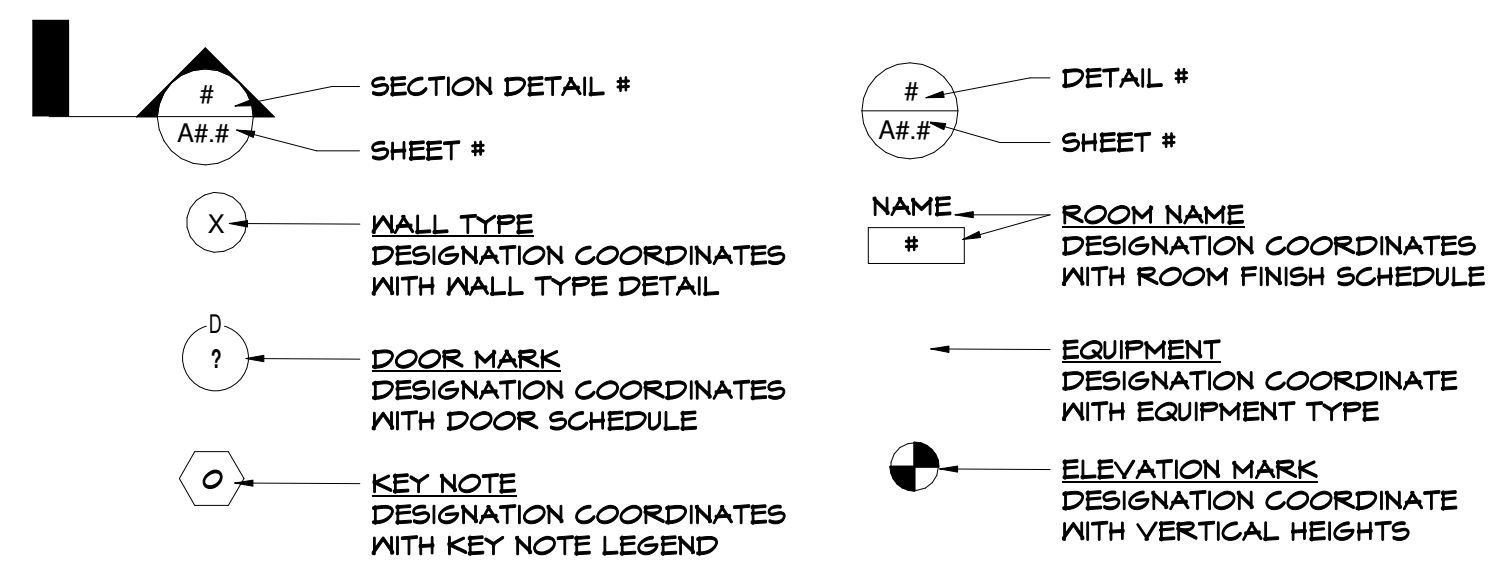 #
A#.#
SECTION DETAIL #
SHEET #
X
WALL TYPE
DESIGNATION COORDINATES
WITH WALL TYPE DETAIL
D
?
DOOR MARK
DESIGNATION COORDINATES
WITH DOOR SCHEDULE
O
KEY NOTE
DESIGNATION COORDINATES
WITH KEY NOTE LEGEND
#
A#.#
DETAIL #
SHEET #
NAME
#
ROOM NAME
DESIGNATION COORDINATES
WITH ROOM FINISH SCHEDULE
EQUIPMENT
DESIGNATION COORDINATE
WITH EQUIPMENT TYPE
ELEVATION MARK
DESIGNATION COORDINATE
WITH VERTICAL HEIGHTS